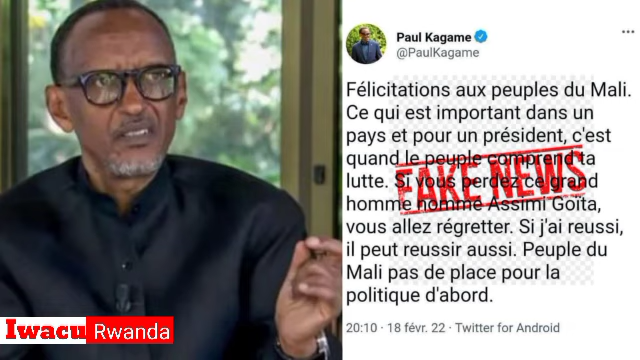 Paul Kagame
@PaulKagame
Félicitations aux peuples du Mali.
Ce qui est important dans un
pays et pour un président, c'est
quand le peuple comprend ta
lutte. Si vous perdez ce grand
homme nommé Assimi Goïta,
vous allez régretter. Si j'ai reussi,
il peut reussir aussi. Peuple du
Mali pas de place pour la
politique d'abord.
20:10 · 18 févr. 22 · Twitter for Android
FAKE NEWS
Iwacu Rwanda